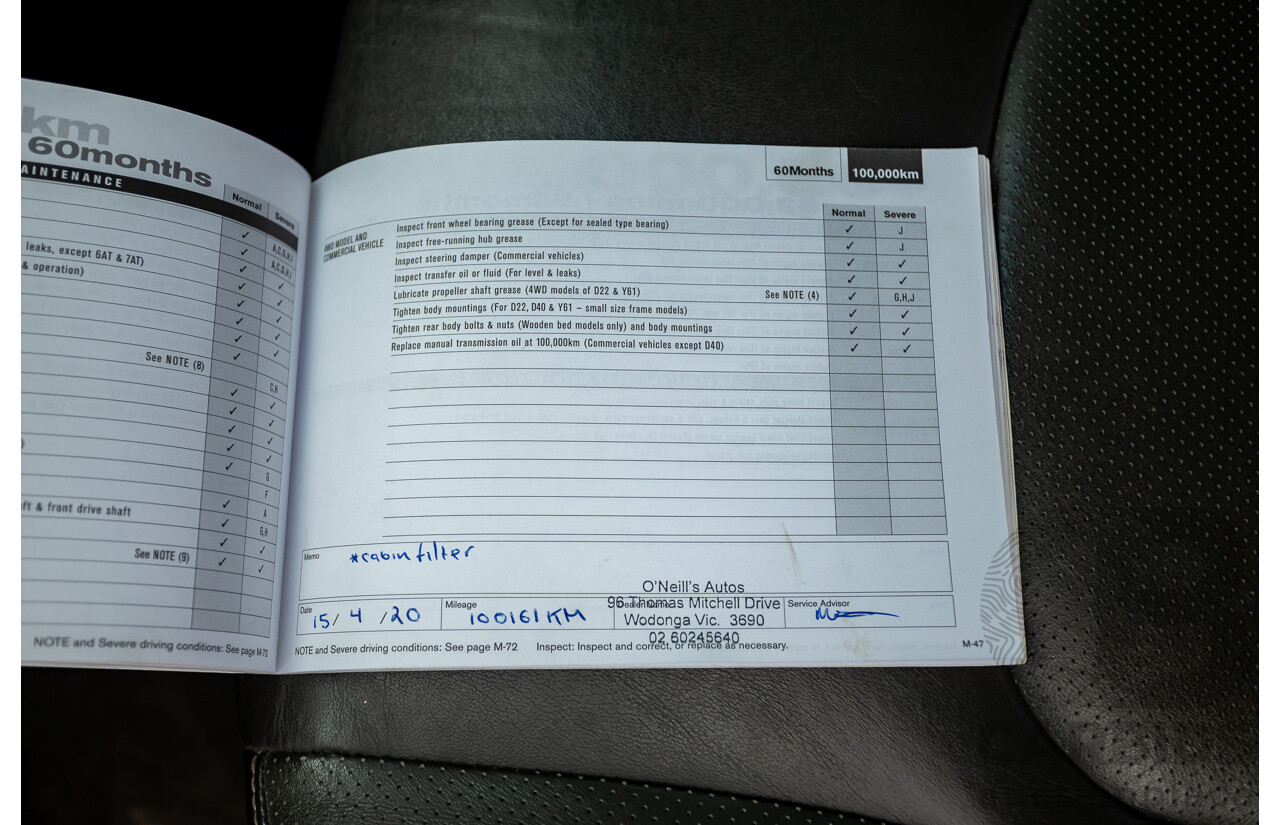 km
60months
AINTENANCE
Normal Severe
✓ A,C,G,H,I
✓ A,C,G,H,I
leaks, except 6AT & 7AT) ✓ ✓
& operation) ✓ ✓
✓ ✓
✓ ✓
✓ ✓
See NOTE (8) ✓
C,H
✓ ✓
✓ ✓
✓ ✓
✓ ✓
✓ G
F
ft & front drive shaft ✓ A
✓ G,H
✓ ✓
See NOTE (9) ✓ ✓
NOTE and Severe driving conditions: See page M-72
60Months 100,000km
Normal Severe
4WD MODEL AND
COMMERCIAL VEHICLE
Inspect front wheel bearing grease (Except for sealed type bearing) ✓ J
Inspect free-running hub grease ✓ J
Inspect steering damper (Commercial vehicles) ✓ ✓
Inspect transfer oil or fluid (For level & leaks) ✓ ✓
Lubricate propeller shaft grease (4WD models of D22 & Y61) See NOTE (4) ✓ G,H,J
Tighten body mountings (For D22, D40 & Y61 – small size frame models) ✓ ✓
Tighten rear body bolts & nuts (Wooden bed models only) and body mountings ✓ ✓
Replace manual transmission oil at 100,000km (Commercial vehicles except D40) ✓ ✓
Memo *cabin filter
O'Neill's Autos
96 Thomas Mitchell Drive
Wodonga Vic. 3690
02 60245640
Date 15/4/20
Mileage 100161KM
Dealer Name
Service Advisor
NOTE and Severe driving conditions: See page M-72 Inspect: Inspect and correct, or replace as necessary.
M-47